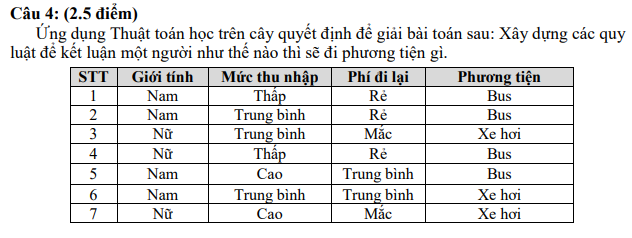 Câu 4: (2.5 điểm)
Ứng dụng Thuật toán học trên cây quyết định để giải bài toán sau: Xây dựng các quy
luật để kết luận một người như thế nào thì sẽ đi phương tiện gì.
STT Giới tính Mức thu nhập Phí đi lại Phương tiện
1 Nam Thấp Rẻ Bus
2 Nam Trung bình Rẻ Bus
3 Nữ Trung bình Mắc Xe hơi
4 Nữ Thấp Rẻ Bus
5 Nam Cao Trung bình Bus
6 Nam Trung bình Trung bình Xe hơi
7 Nữ Cao Mắc Xe hơi